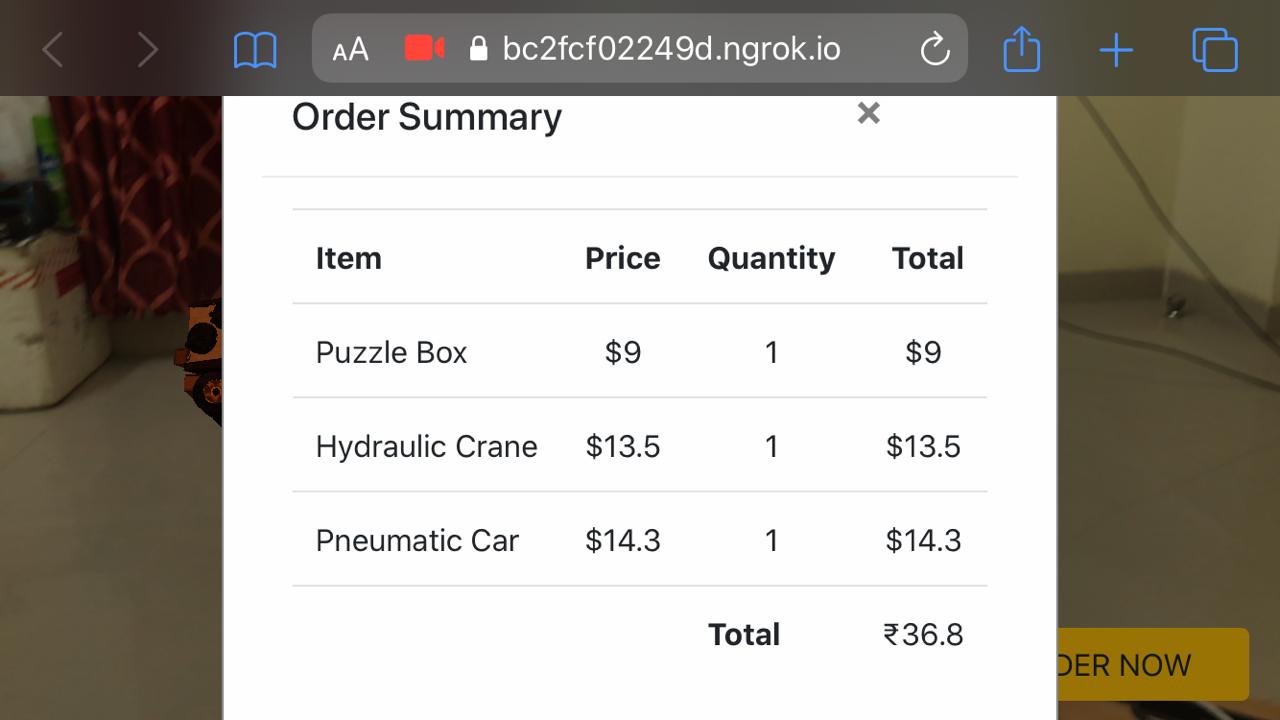 AA bc2fcf02249d.ngrok.io
Order Summary ×
Item Price Quantity Total
Puzzle Box $9 1 $9
Hydraulic Crane $13.5 1 $13.5
Pneumatic Car $14.3 1 $14.3
Total ₹36.8
DER NOW